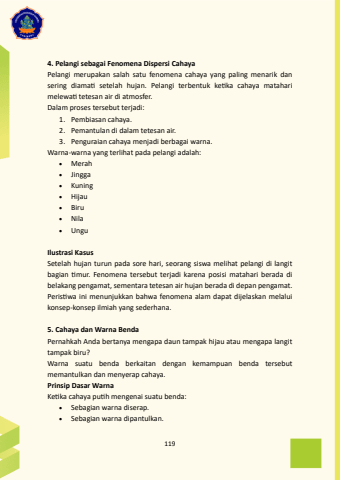 4. Pelangi sebagai Fenomena Dispersi Cahaya
Pelangi merupakan salah satu fenomena cahaya yang paling menarik dan
sering diamati setelah hujan. Pelangi terbentuk ketika cahaya matahari
melewati tetesan air di atmosfer.
Dalam proses tersebut terjadi:
1. Pembiasan cahaya.
2. Pemantulan di dalam tetesan air.
3. Penguraian cahaya menjadi berbagai warna.
Warna-warna yang terlihat pada pelangi adalah:
• Merah
• Jingga
• Kuning
• Hijau
• Biru
• Nila
• Ungu
Ilustrasi Kasus
Setelah hujan turun pada sore hari, seorang siswa melihat pelangi di langit
bagian timur. Fenomena tersebut terjadi karena posisi matahari berada di
belakang pengamat, sementara tetesan air hujan berada di depan pengamat.
Peristiwa ini menunjukkan bahwa fenomena alam dapat dijelaskan melalui
konsep-konsep ilmiah yang sederhana.
5. Cahaya dan Warna Benda
Pernahkah Anda bertanya mengapa daun tampak hijau atau mengapa langit
tampak biru?
Warna suatu benda berkaitan dengan kemampuan benda tersebut
memantulkan dan menyerap cahaya.
Prinsip Dasar Warna
Ketika cahaya putih mengenai suatu benda:
• Sebagian warna diserap.
• Sebagian warna dipantulkan.
119